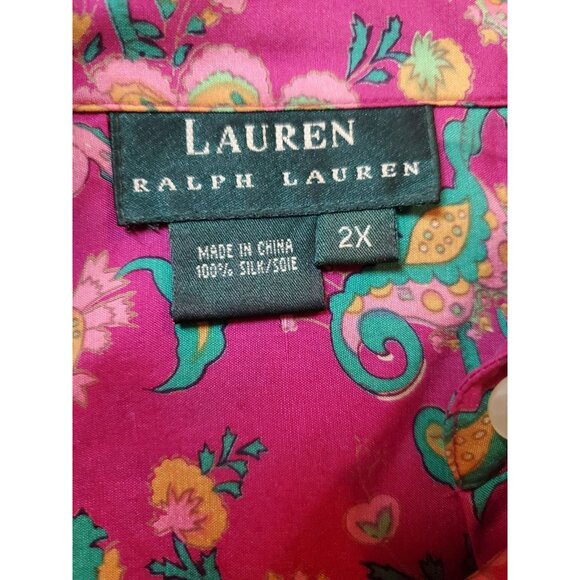 LAUREN
RALPH LAUREN
2X
MADE IN CHINA
100% SILK/SOIE